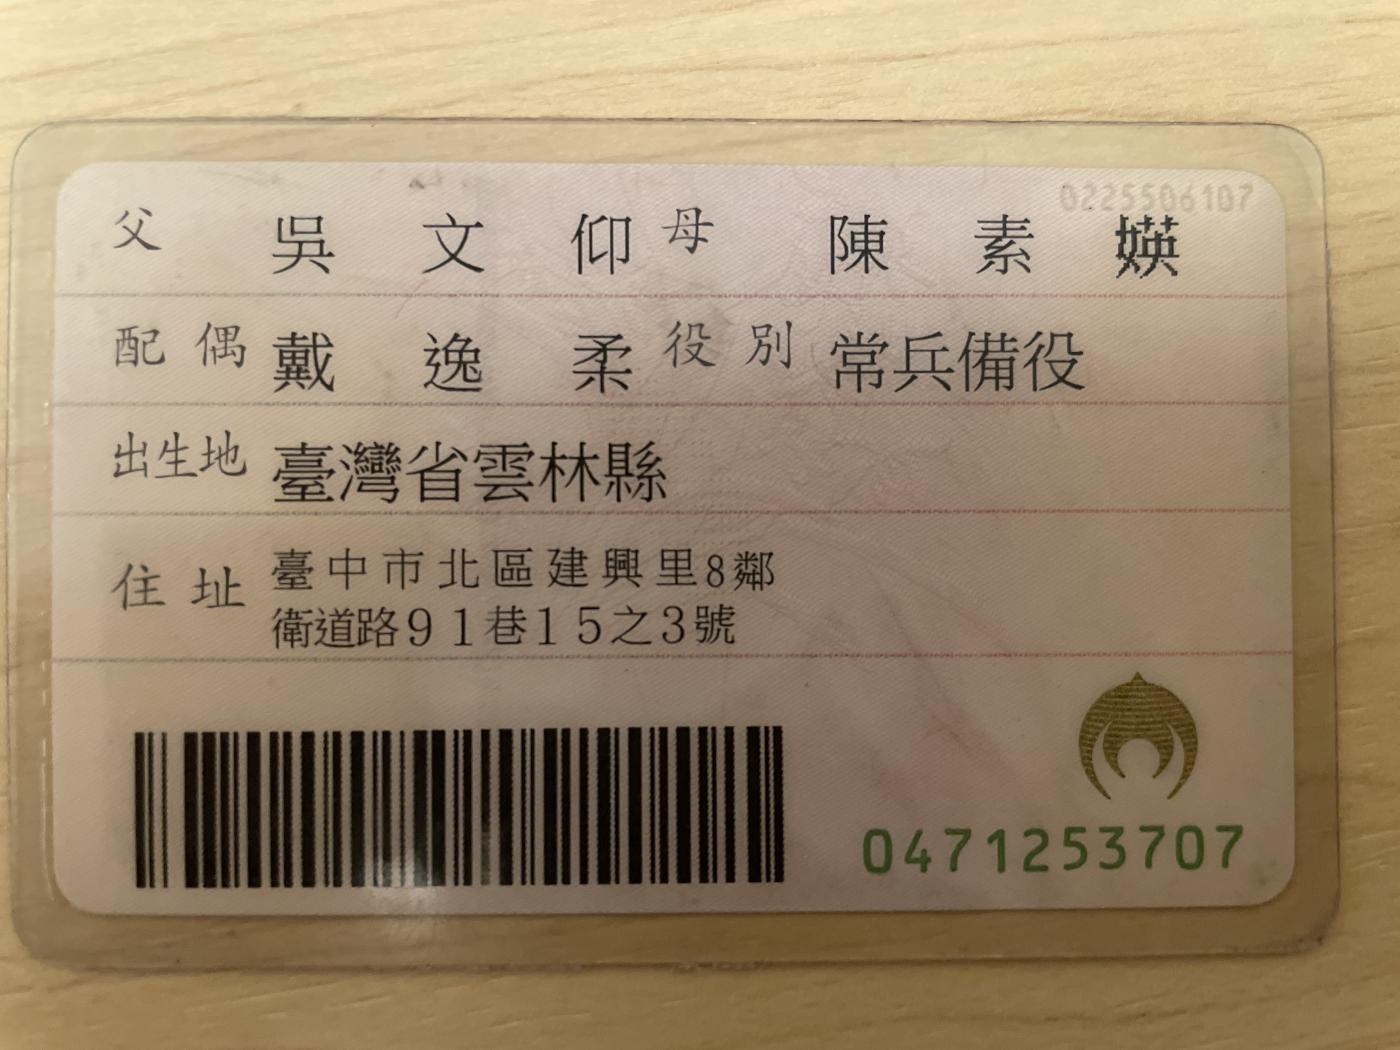 0225506107
父 吳文仰 母 陳素媖
配偶 戴逸柔 役別 常兵備役
出生地 臺灣省雲林縣
住址 臺中市北區建興里8鄰
衛道路91巷15之3號
0471253707